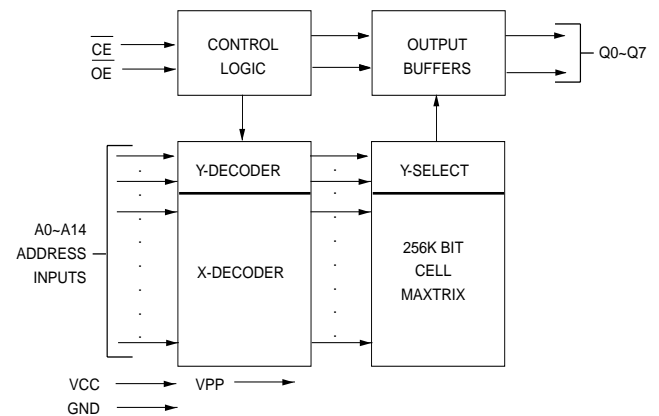 CE
OE
CONTROL
LOGIC
OUTPUT
BUFFERS
Q0~Q7
Y-DECODER
Y-SELECT
A0~A14
ADDRESS
INPUTS
X-DECODER
256K BIT
CELL
MAXTRIX
VCC
VPP
GND